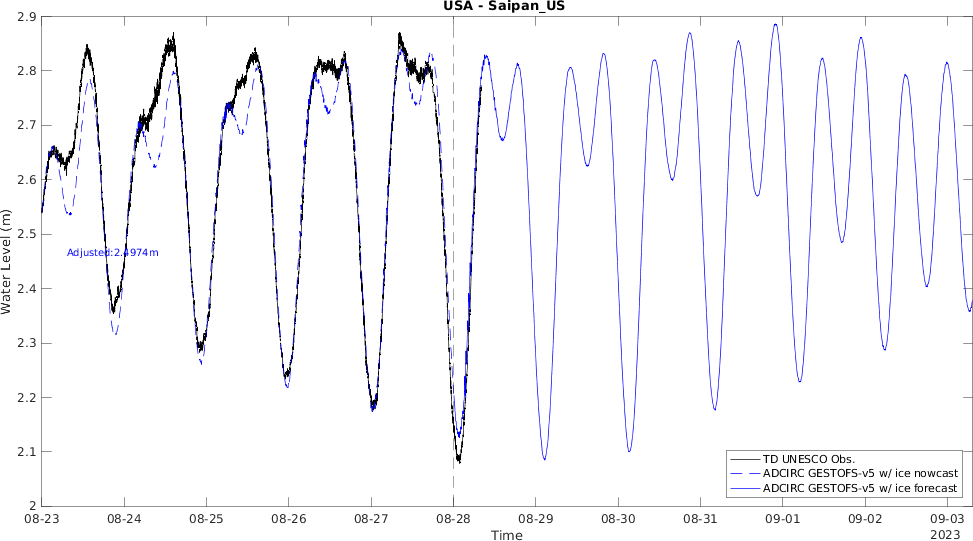 USA - Saipan_US
2.9
2.8
2.7
2.6
2.5
2.4
2.3
2.2
2.1
2
Water Level (m)
Adjusted:2.4974m
TD UNESCO Obs.
ADCIRC GESTOFS-v5 w/ ice nowcast
ADCIRC GESTOFS-v5 w/ ice forecast
08-23 08-24 08-25 08-26 08-27 08-28 08-29 08-30 08-31 09-01 09-02 09-03
2023
Time